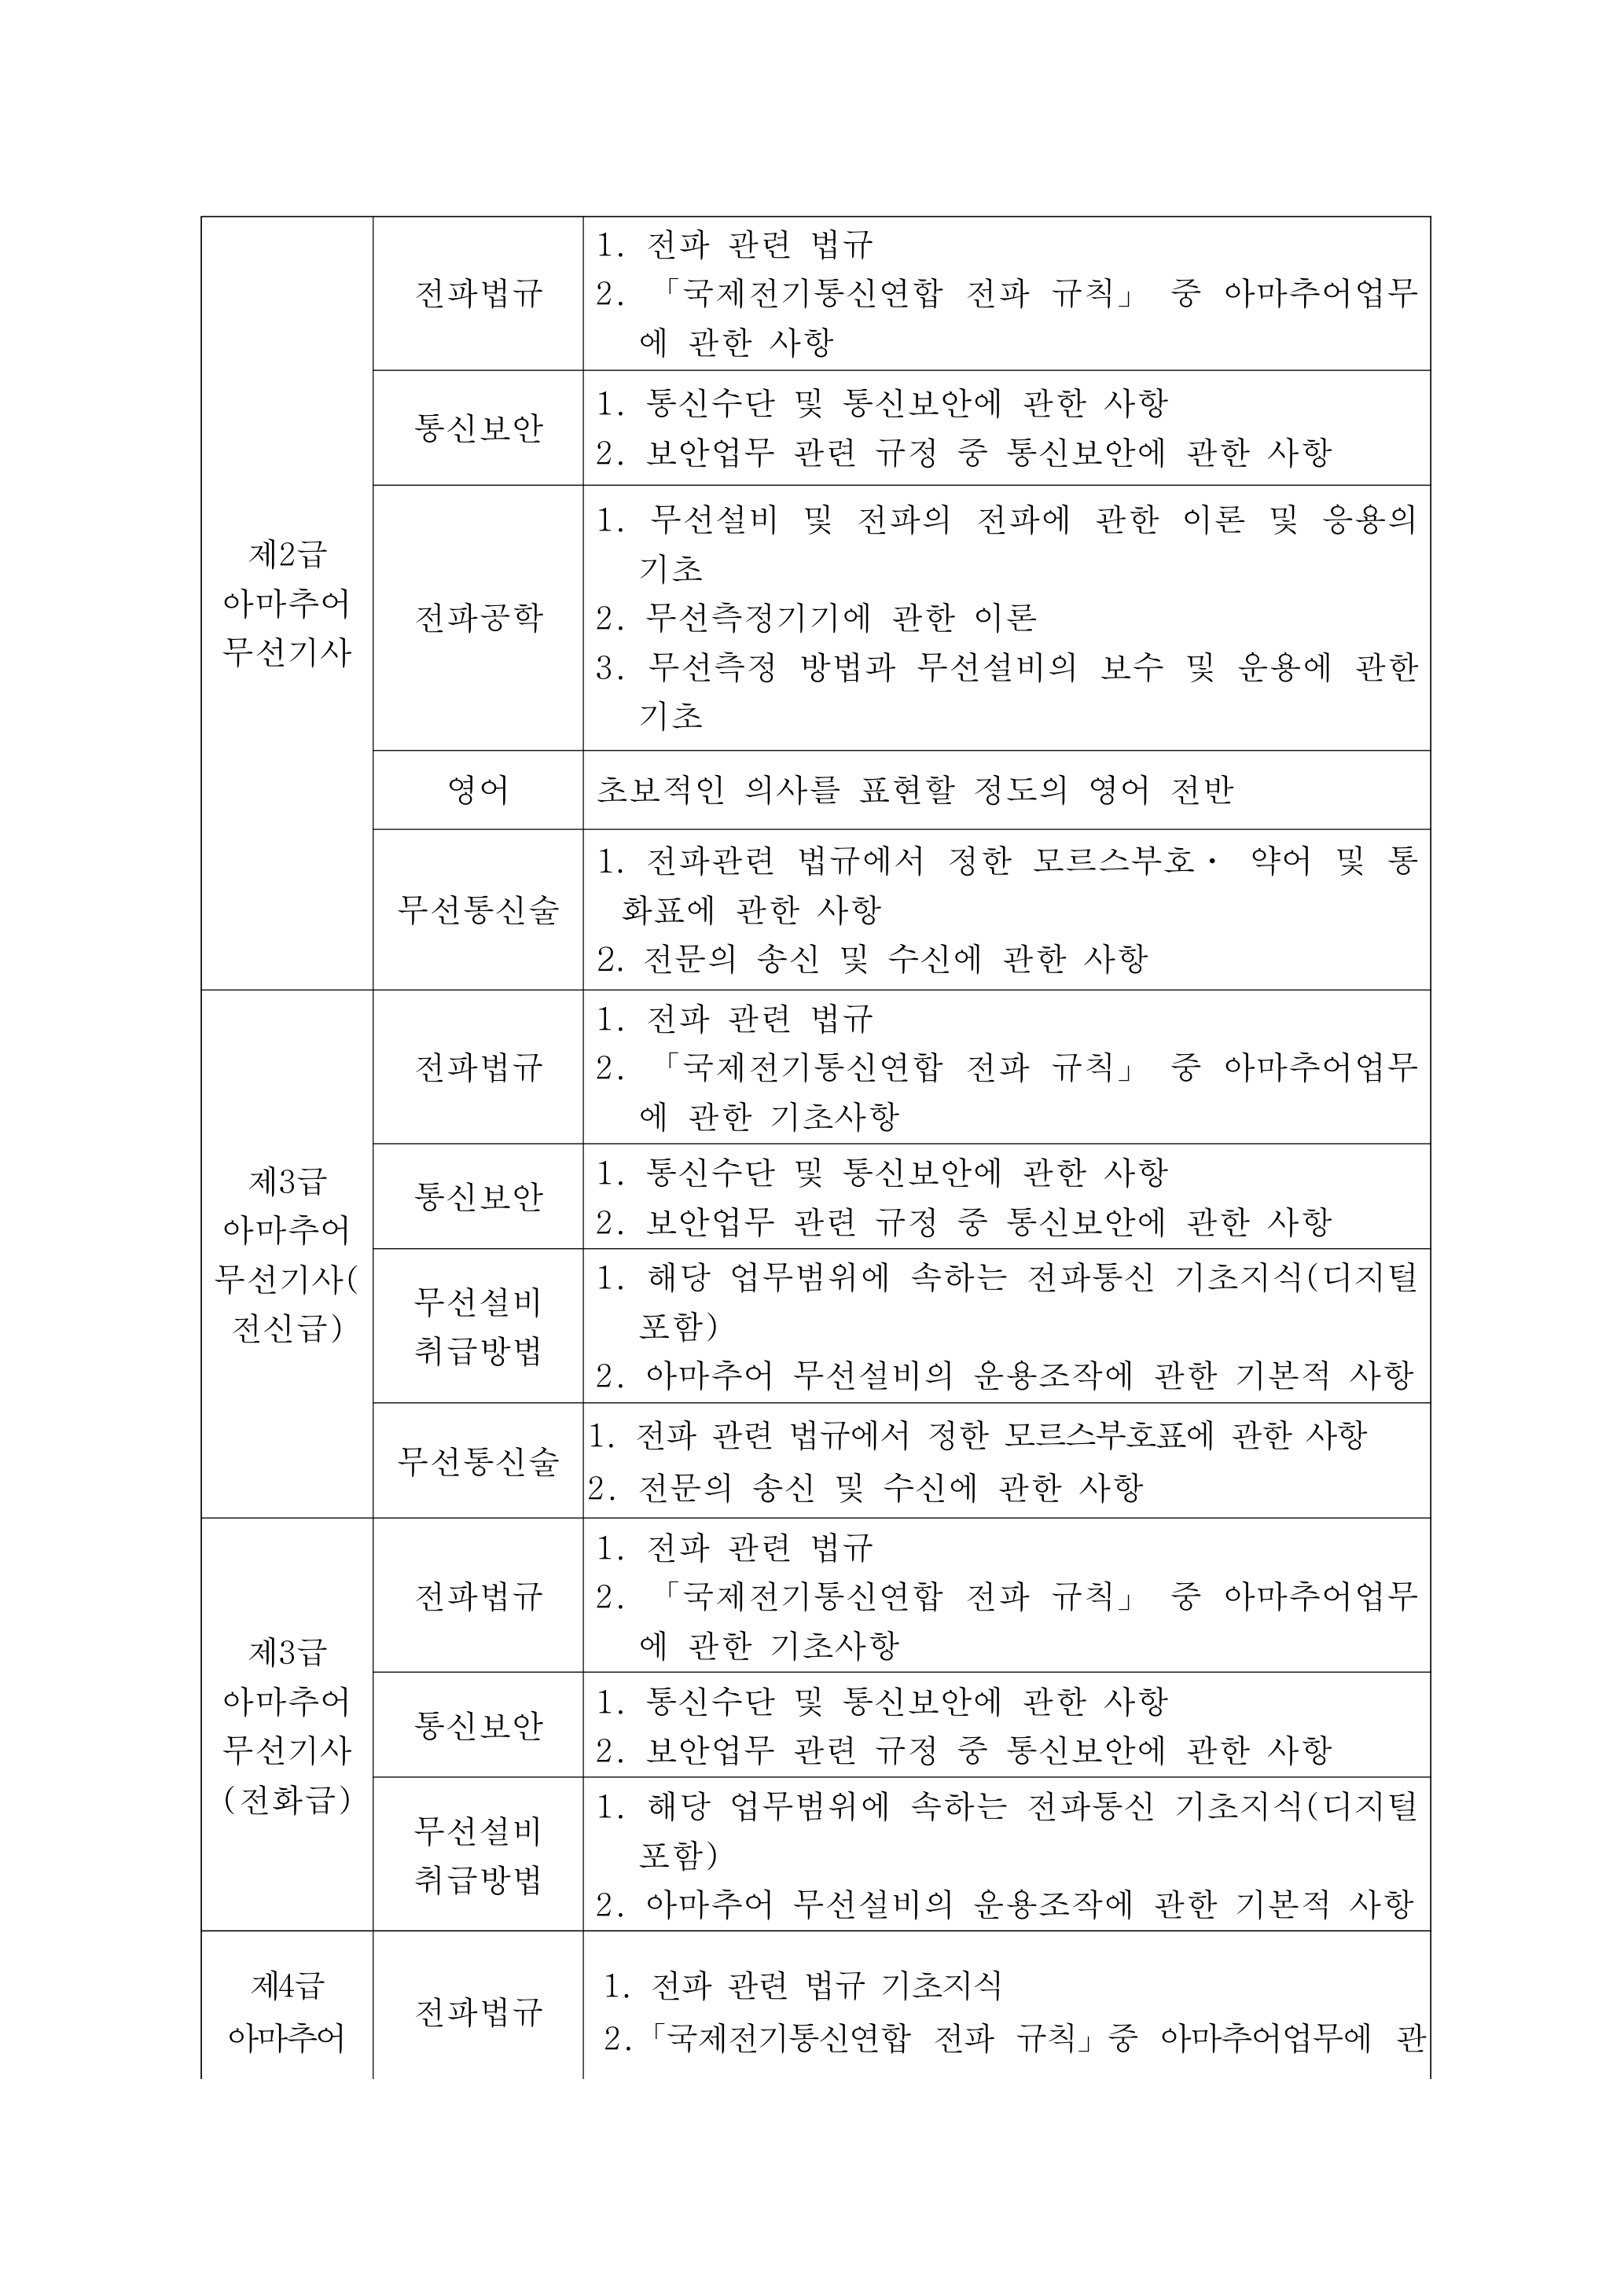 전파법규
1. 전파 관련 법규
2. 「국제전기통신연합 전파 규칙」 중 아마추어업무
에 관한 사항
통신보안
1. 통신수단 및 통신보안에 관한 사항
2. 보안업무 관련 규정 중 통신보안에 관한 사항
제2급
아마추어
무선기사
전파공학
1. 무선설비 및 전파의 전파에 관한 이론 및 응용의
기초
2. 무선측정기기에 관한 이론
3. 무선측정 방법과 무선설비의 보수 및 운용에 관한
기초
영어
초보적인 의사를 표현할 정도의 영어 전반
무선통신술
1. 전파관련 법규에서 정한 모르스부호· 약어 및 통
화표에 관한 사항
2. 전문의 송신 및 수신에 관한 사항
제3급
아마추어
무선기사(
전신급)
전파법규
1. 전파 관련 법규
2. 「국제전기통신연합 전파 규칙」 중 아마추어업무
에 관한 기초사항
통신보안
1. 통신수단 및 통신보안에 관한 사항
2. 보안업무 관련 규정 중 통신보안에 관한 사항
무선설비
취급방법
1. 해당 업무범위에 속하는 전파통신 기초지식(디지털
포함)
2. 아마추어 무선설비의 운용조작에 관한 기본적 사항
무선통신술
1. 전파 관련 법규에서 정한 모르스부호표에 관한 사항
2. 전문의 송신 및 수신에 관한 사항
제3급
아마추어
무선기사
(전화급)
전파법규
1. 전파 관련 법규
2. 「국제전기통신연합 전파 규칙」 중 아마추어업무
에 관한 기초사항
통신보안
1. 통신수단 및 통신보안에 관한 사항
2. 보안업무 관련 규정 중 통신보안에 관한 사항
무선설비
취급방법
1. 해당 업무범위에 속하는 전파통신 기초지식(디지털
포함)
2. 아마추어 무선설비의 운용조작에 관한 기본적 사항
제4급
아마추어
전파법규
1. 전파 관련 법규 기초지식
2.「국제전기통신연합 전파 규칙」중 아마추어업무에 관